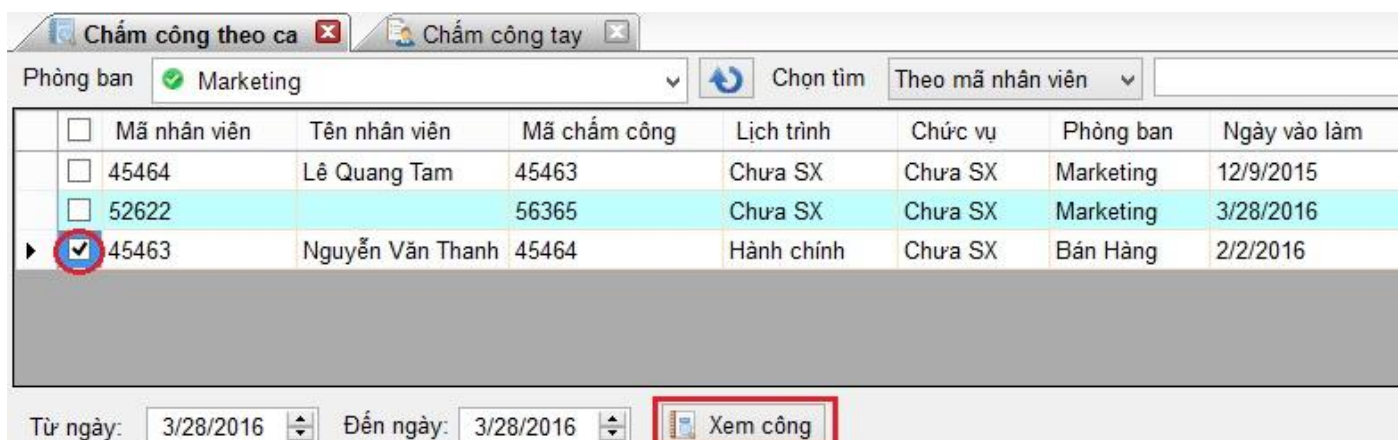 Chấm công theo ca Chấm công tay
Phòng ban Marketing Chọn tìm Theo mã nhân viên
Mã nhân viên Tên nhân viên Mã chấm công Lịch trình Chức vụ Phòng ban Ngày vào làm
45464 Lê Quang Tam 45463 Chưa SX Chưa SX Marketing 12/9/2015
52622 56365 Chưa SX Chưa SX Marketing 3/28/2016
45463 Nguyễn Văn Thanh 45464 Hành chính Chưa SX Bán Hàng 2/2/2016
Từ ngày: 3/28/2016 Đến ngày: 3/28/2016 Xem công